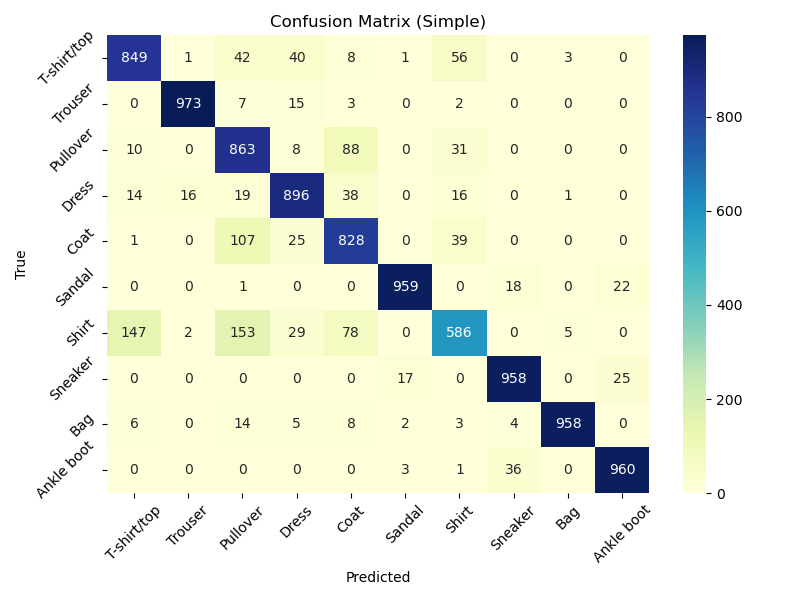 Confusion Matrix (Simple)
True
T-shirt/top 849 1 42 40 8 1 56 0 3 0
Trouser 0 973 7 15 3 0 2 0 0 0
Pullover 10 0 863 8 88 0 31 0 0 0
Dress 14 16 19 896 38 0 16 0 1 0
Coat 1 0 107 25 828 0 39 0 0 0
Sandal 0 0 1 0 0 959 0 18 0 22
Shirt 147 2 153 29 78 0 586 0 5 0
Sneaker 0 0 0 0 0 17 0 958 0 25
Bag 6 0 14 5 8 2 3 4 958 0
Ankle boot 0 0 0 0 0 3 1 36 0 960
T-shirt/top Trouser Pullover Dress Coat Sandal Shirt Sneaker Bag Ankle boot
Predicted
800
600
400
200
0